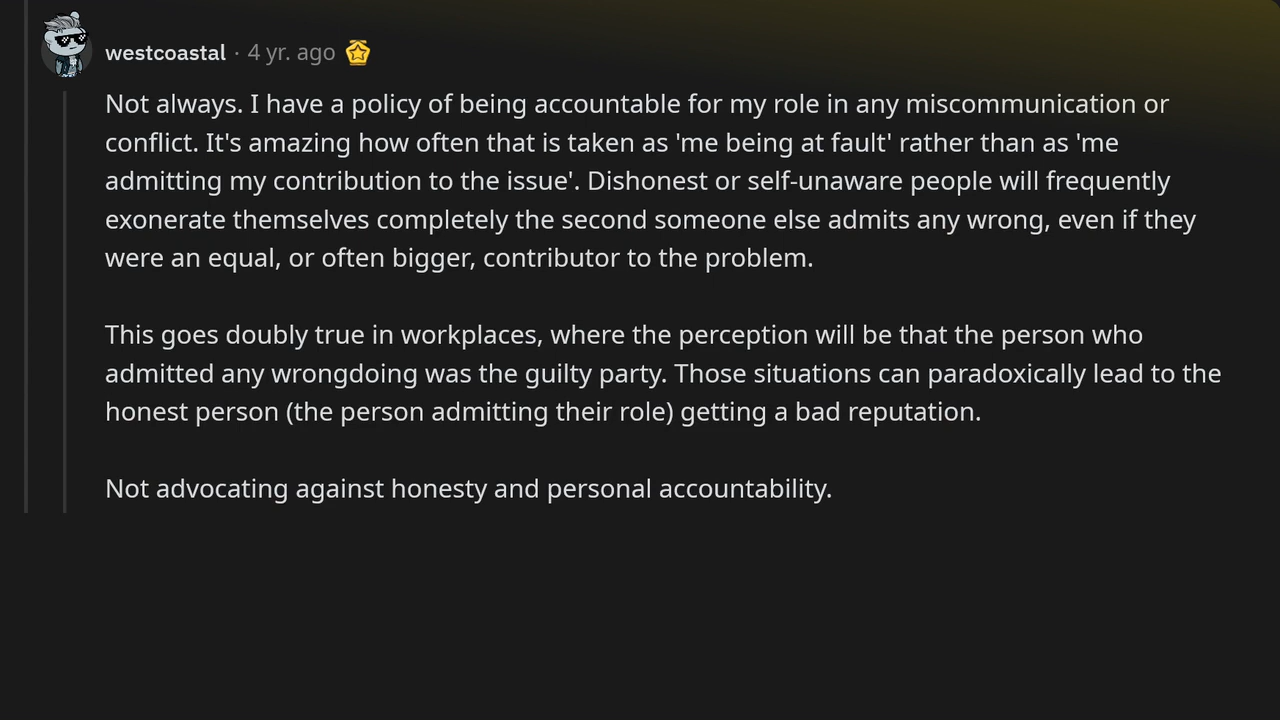 westcoastal · 4 yr. ago
Not always. I have a policy of being accountable for my role in any miscommunication or
conflict. It's amazing how often that is taken as 'me being at fault' rather than as 'me
admitting my contribution to the issue'. Dishonest or self-unaware people will frequently
exonerate themselves completely the second someone else admits any wrong, even if they
were an equal, or often bigger, contributor to the problem.
This goes doubly true in workplaces, where the perception will be that the person who
admitted any wrongdoing was the guilty party. Those situations can paradoxically lead to the
honest person (the person admitting their role) getting a bad reputation.
Not advocating against honesty and personal accountability.